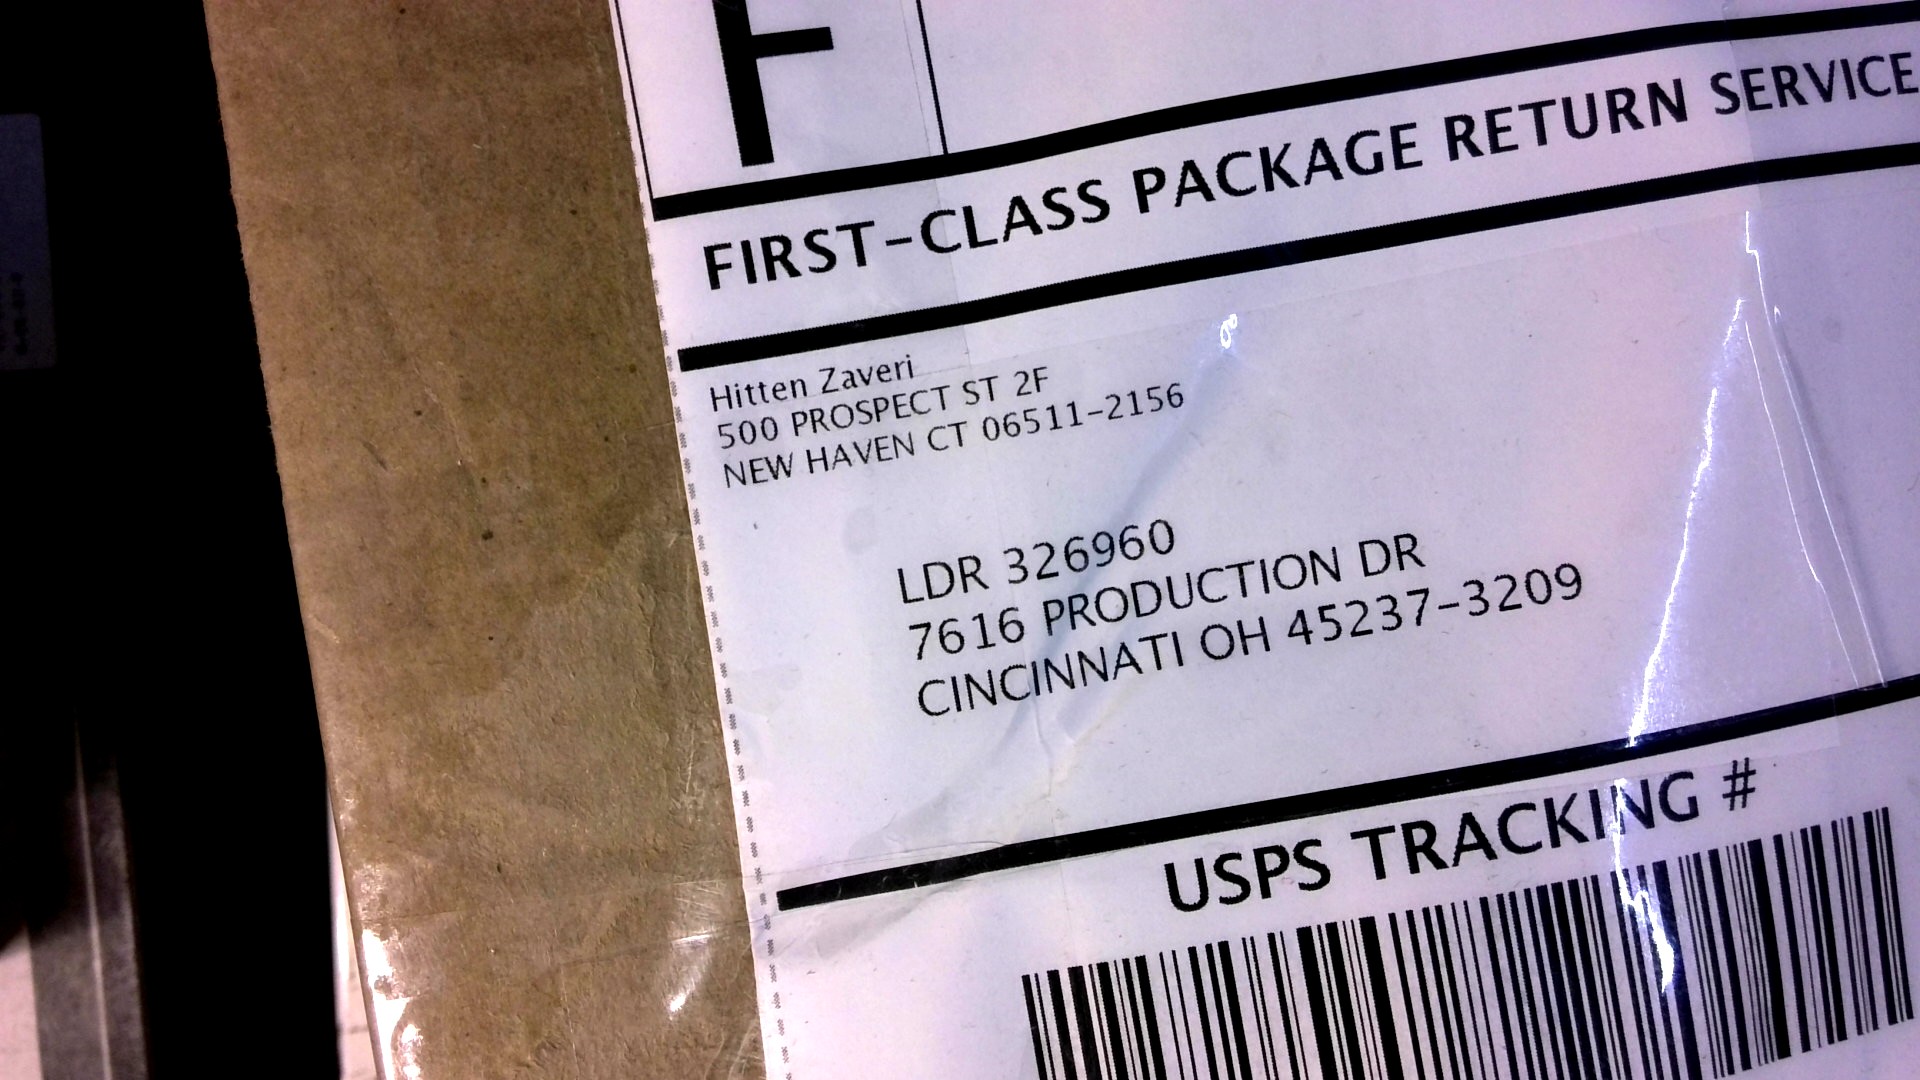 F
FIRST-CLASS PACKAGE RETURN SERVICE
Hitten Zaveri
500 PROSPECT ST 2F
NEW HAVEN CT 06511-2156
LDR 326960
7616 PRODUCTION DR
CINCINNATI OH 45237-3209
USPS TRACKING #